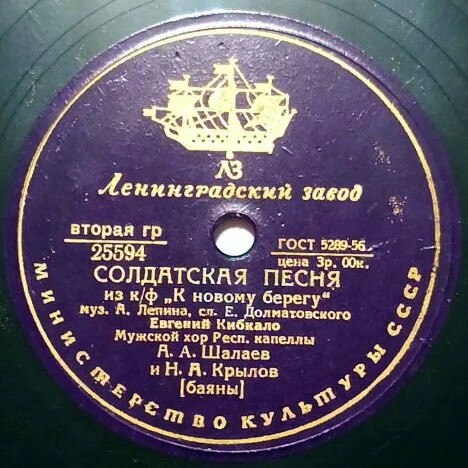 ЛЗ
Ленинградский завод
вторая гр
25594
ГОСТ 5289-56
цена 3р. 00к.
СОЛДАТСКАЯ ПЕСНЯ
из к/ф „К новому берегу"
муз. А. Лепина, сл. Е. Долматовского
Евгений Кибкало
Мужской хор Респ. капеллы
А. А. Шалаев
и Н. А. Крылов
[баяны]
МИНИСТЕРСТВО КУЛЬТУРЫ СССР